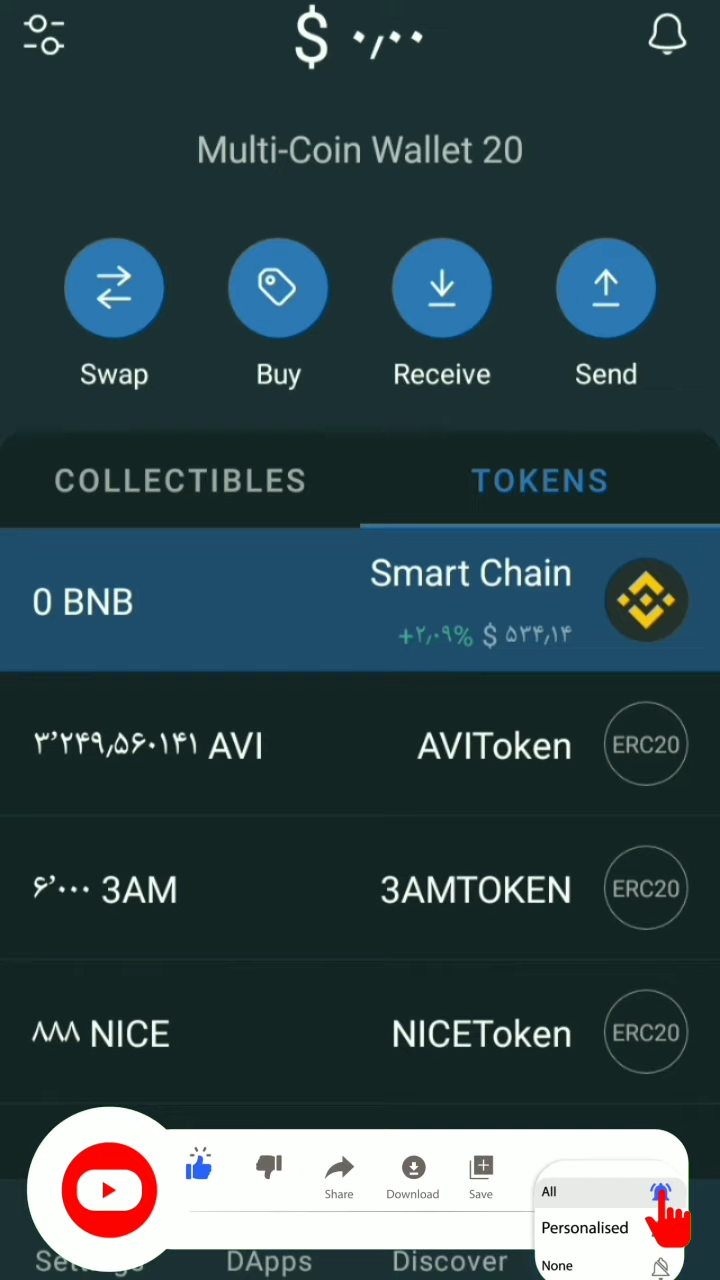 $ ۰٫۰۰
Multi-Coin Wallet 20
Swap
Buy
Receive
Send
COLLECTIBLES
TOKENS
0 BNB
Smart Chain
+۲٫۰۹% $ ۵۳۴٫۱۴
۳٬۲۴۹٫۵۶۰۱۴۱ AVI
AVIToken
ERC20
۶٬۰۰۰ 3AM
3AMTOKEN
ERC20
۸۸۸ NICE
NICEToken
ERC20
Share
Download
Save
All
Personalised
None
DApps
Discover